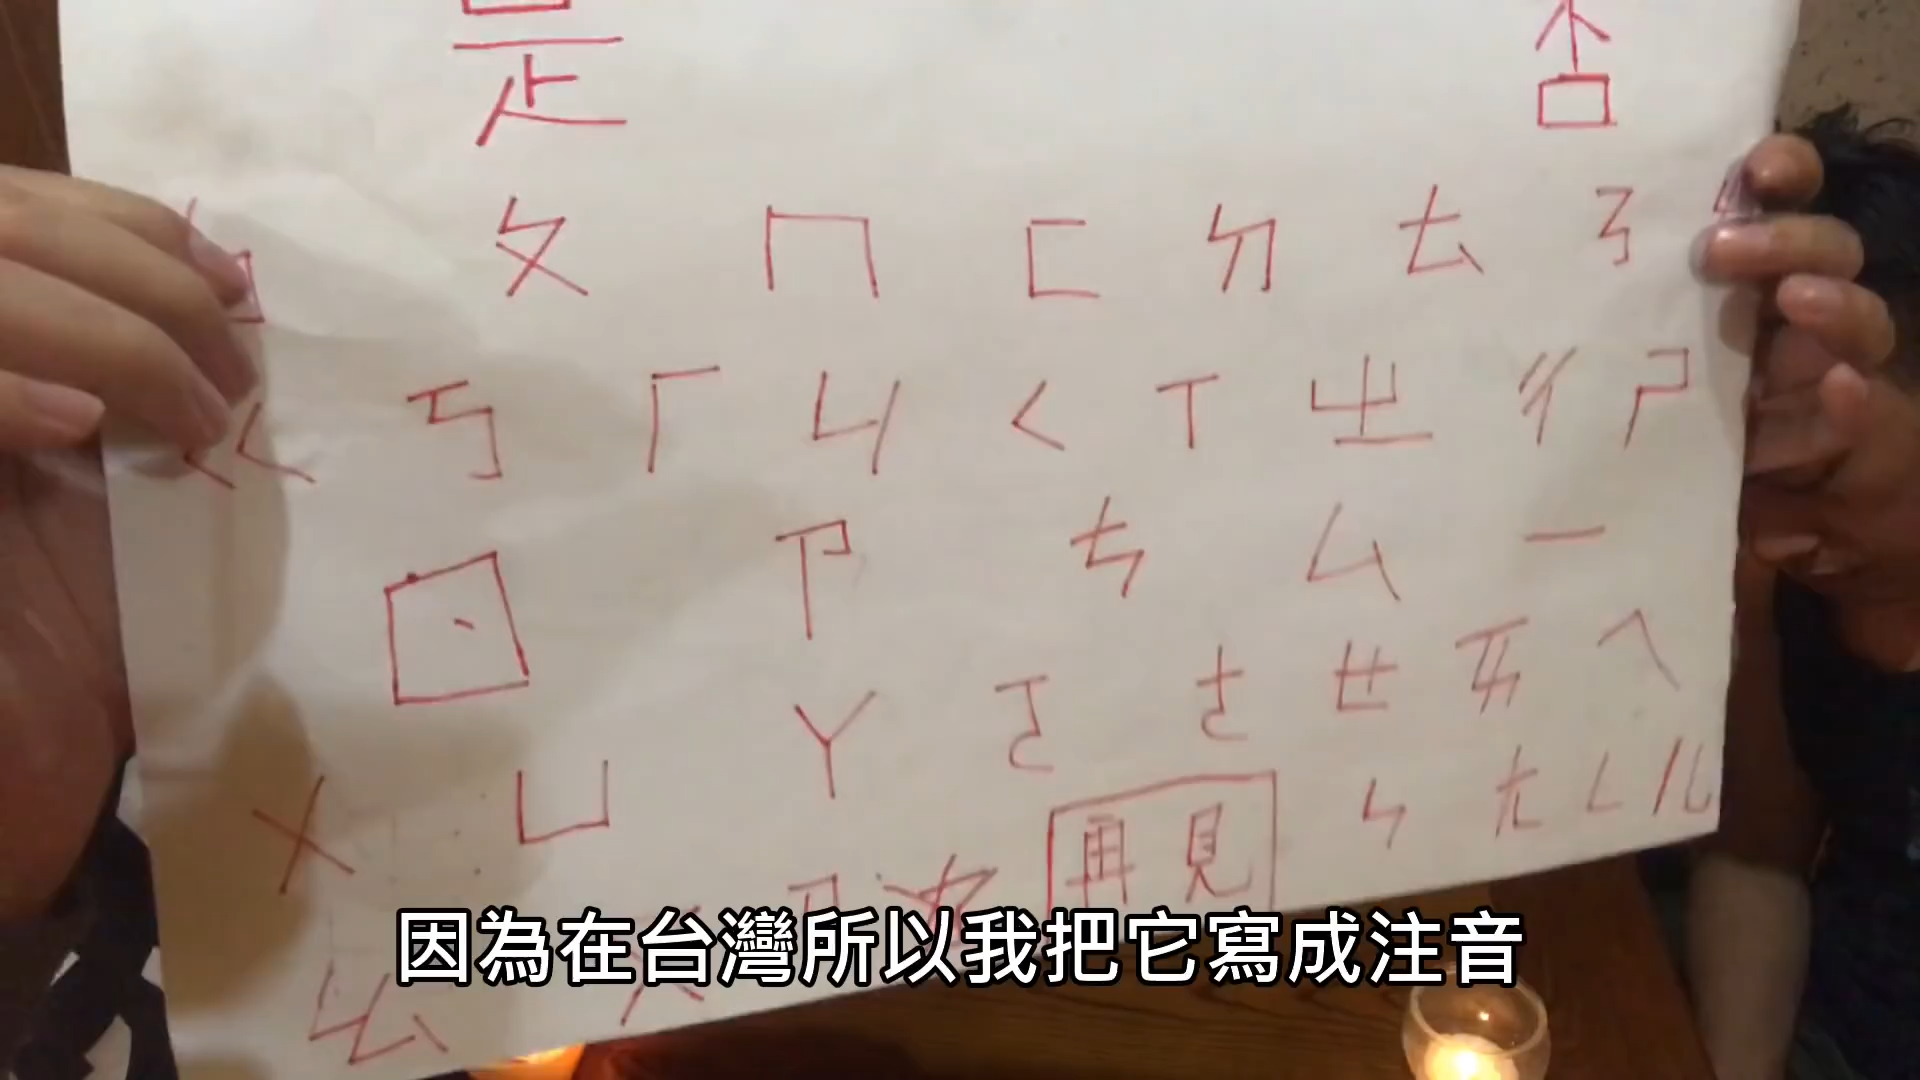 是 否
ㄅ ㄆ ㄇ ㄈ ㄉ ㄊ ㄋ
ㄍ ㄎ ㄏ ㄐ ㄑ ㄒ ㄓ ㄔ ㄕ
ㄖ ㄗ ㄘ ㄙ ㄧ
ㄨ ㄩ ㄚ ㄛ ㄜ ㄝ ㄞ ㄟ
再見 ㄣ ㄤ ㄥ ㄦ
ㄠ ㄡ ㄢ
因為在台灣所以我把它寫成注音